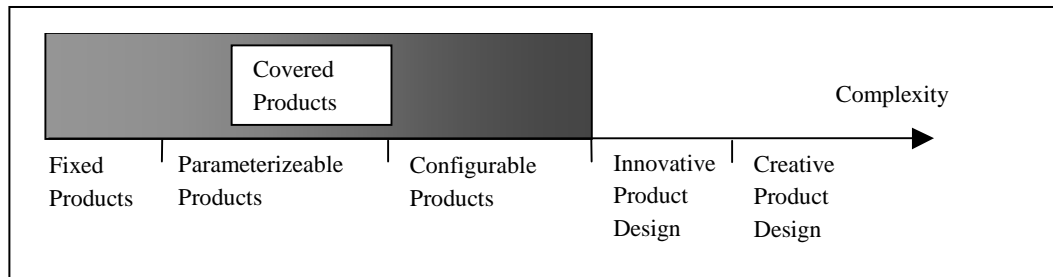 Covered
Products
Complexity
Fixed
Products
Parameterizeable
Products
Configurable
Products
Innovative
Product
Design
Creative
Product
Design